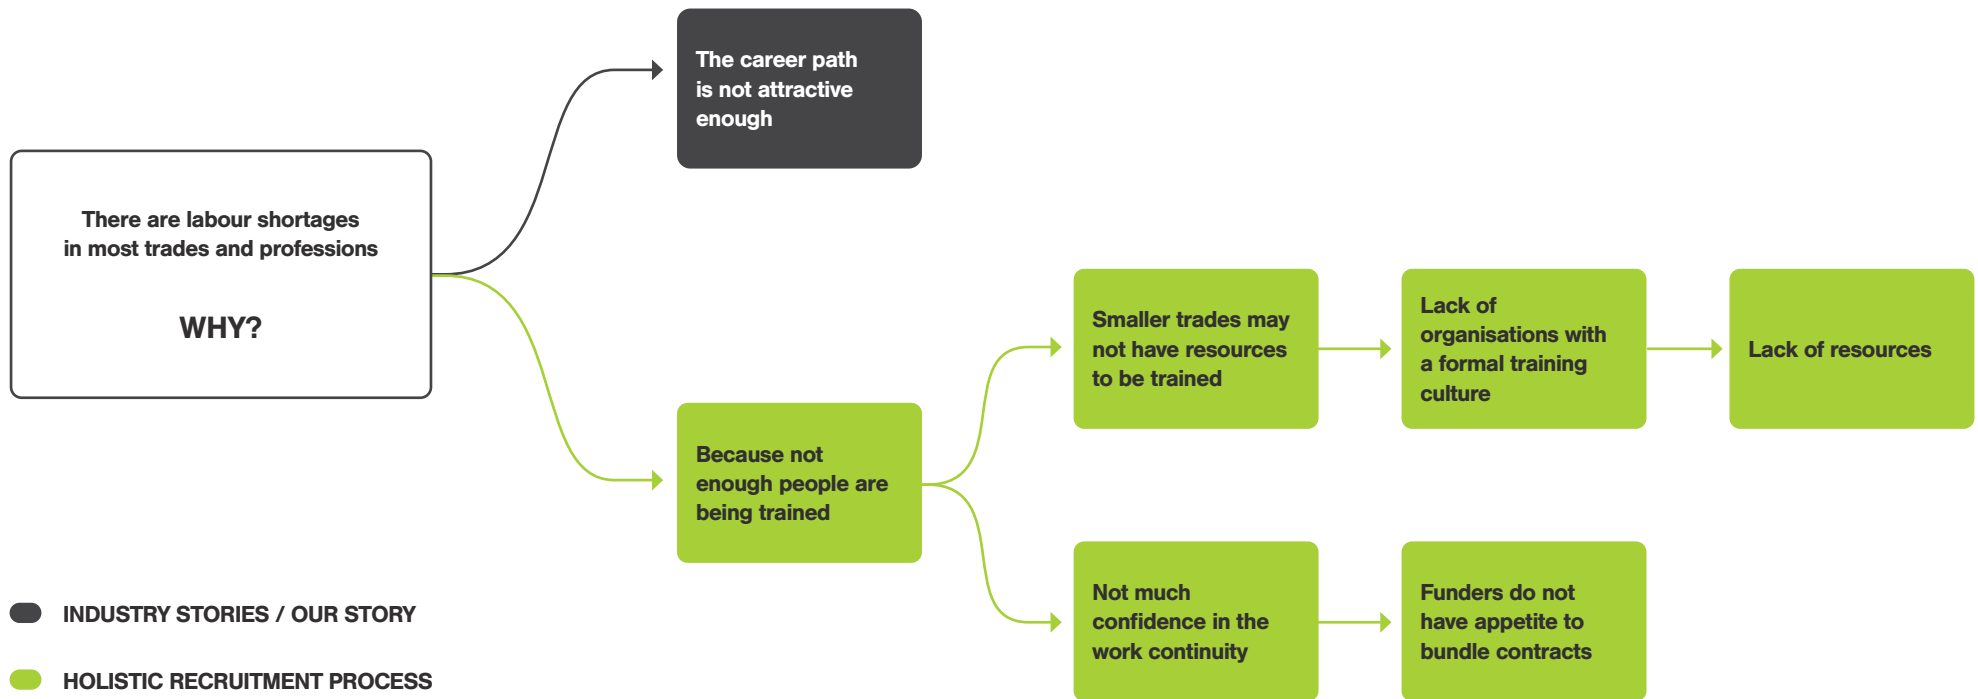 The career path
is not attractive
enough
There are labour shortages
in most trades and professions
WHY?
Smaller trades may
not have resources
to be trained
Lack of
organisations with
a formal training
culture
Lack of resources
Because not
enough people are
being trained
Not much
confidence in the
work continuity
Funders do not
have appetite to
bundle contracts
INDUSTRY STORIES / OUR STORY
HOLISTIC RECRUITMENT PROCESS